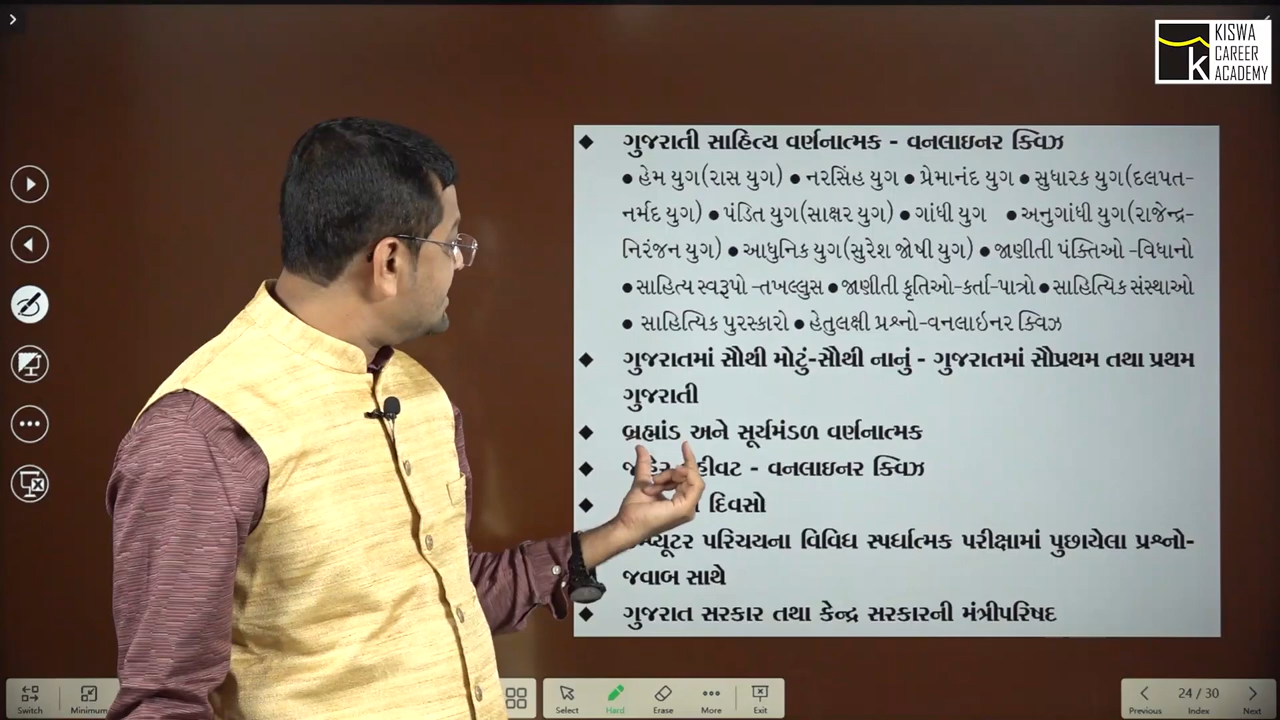 KISWA
CAREER
ACADEMY
k
ગુજરાતી સાહિત્ય વર્ણનાત્મક - વનલાઇનર ક્વિઝ
● હેમ યુગ(રાસ યુગ) ● નરસિંહ યુગ ● પ્રેમાનંદ યુગ ● સુધારક યુગ(દલપત-
નર્મદ યુગ) ● પંડિત યુગ(સાક્ષર યુગ) ● ગાંધી યુગ ● અનુગાંધી યુગ(રાજેન્દ્ર-
નિરંજન યુગ) ● આધુનિક યુગ(સુરેશ જોષી યુગ) ● જાણીતી પંક્તિઓ -વિધાનો
● સાહિત્ય સ્વરૂપો -તખલ્લુસ ● જાણીતી કૃતિઓ-કર્તા-પાત્રો ● સાહિત્યિક સંસ્થાઓ
● સાહિત્યિક પુરસ્કારો ● હેતુલક્ષી પ્રશ્નો-વનલાઇનર ક્વિઝ
ગુજરાતમાં સૌથી મોટું-સૌથી નાનું - ગુજરાતમાં સૌપ્રથમ તથા પ્રથમ
ગુજરાતી
બ્રહ્માંડ અને સૂર્યમંડળ વર્ણનાત્મક
- વનલાઇનર ક્વિઝ
દિવસો
પરિચયના વિવિધ સ્પર્ધાત્મક પરીક્ષામાં પુછાયેલા પ્રશ્નો-
જવાબ સાથે
ગુજરાત સરકાર તથા કેન્દ્ર સરકારની મંત્રીપરિષદ
Switch
Minimum
Select
Hard
Erase
More
Exit
24 / 30
Previous
Index
Next